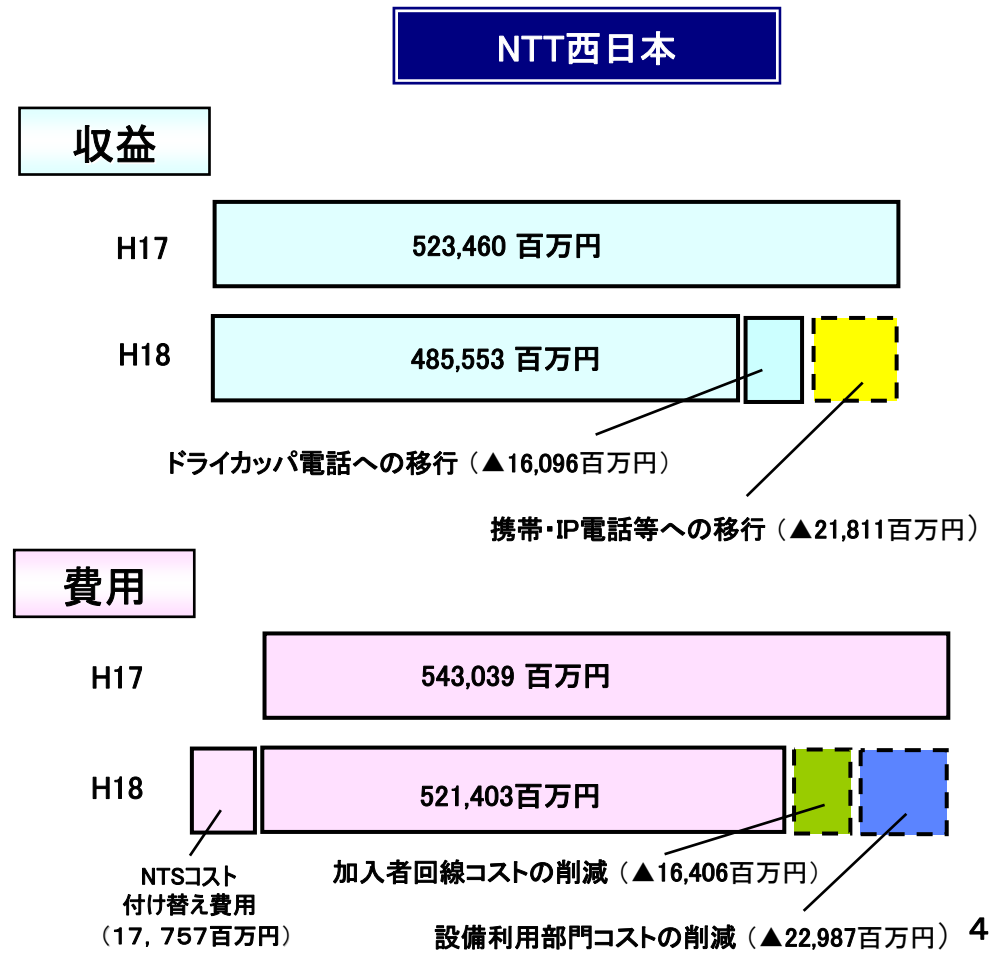 NTT西日本
収益
H17
523,460 百万円
H18
485,553 百万円
ドライカッパ電話への移行（▲16,096百万円）
携帯・IP電話等への移行（▲21,811百万円）
費用
H17
543,039 百万円
H18
521,403百万円
NTSコスト
付け替え費用
（１７，７５７百万円）
加入者回線コストの削減（▲16,406百万円）
設備利用部門コストの削減（▲22,987百万円）
4